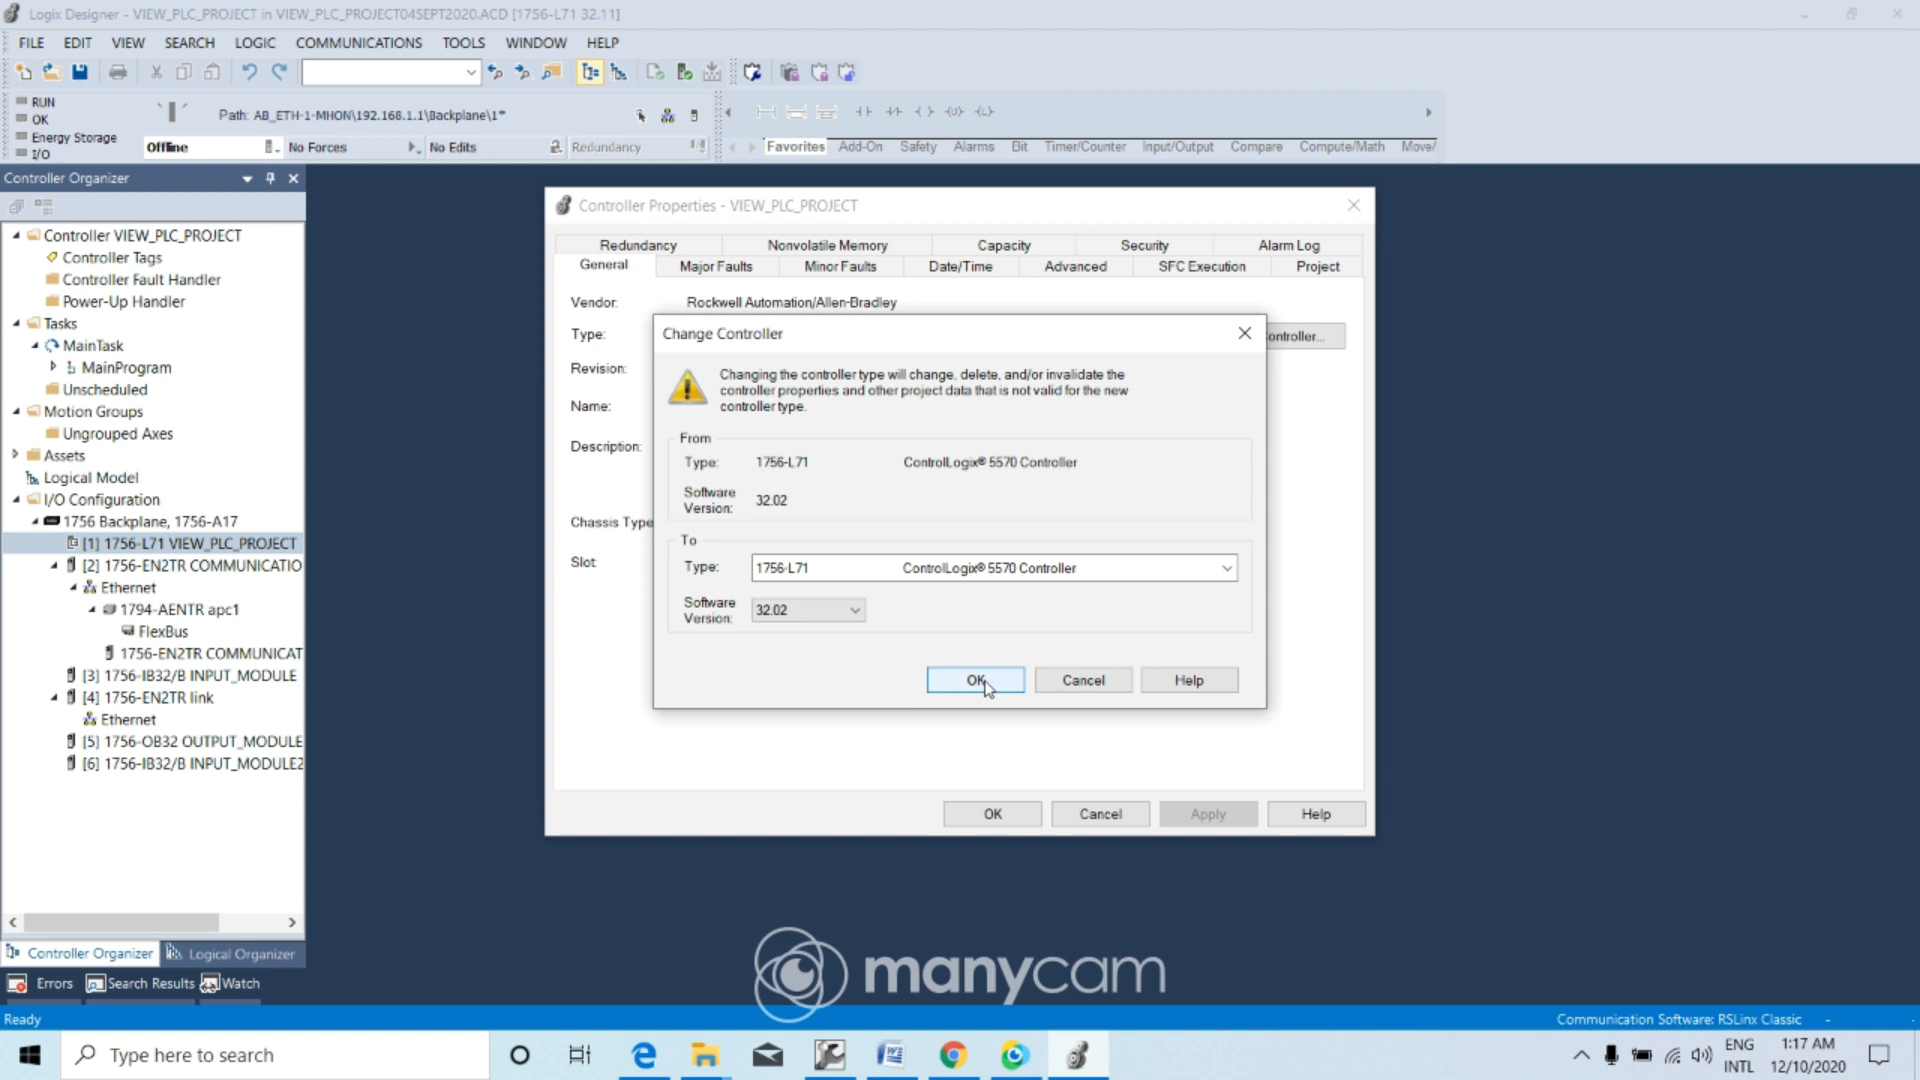 Logix Designer - VIEW_PLC_PROJECT in VIEW_PLC_PROJECT04SEPT2020.ACD [1756-L71 32.11]
FILE EDIT VIEW SEARCH LOGIC COMMUNICATIONS TOOLS WINDOW HELP
RUN
OK
Energy Storage
I/O
Path: AB_ETH-1-MHON\192.168.1.1\Backplane\1*
Offline No Forces No Edits Redundancy
Favorites Add-On Safety Alarms Bit Timer/Counter Input/Output Compare Compute/Math Move/
Controller Organizer
Controller VIEW_PLC_PROJECT
Controller Tags
Controller Fault Handler
Power-Up Handler
Tasks
MainTask
MainProgram
Unscheduled
Motion Groups
Ungrouped Axes
Assets
Logical Model
I/O Configuration
1756 Backplane, 1756-A17
[1] 1756-L71 VIEW_PLC_PROJECT
[2] 1756-EN2TR COMMUNICATIO
Ethernet
1794-AENTR apc1
FlexBus
1756-EN2TR COMMUNICAT
[3] 1756-IB32/B INPUT_MODULE
[4] 1756-EN2TR link
Ethernet
[5] 1756-OB32 OUTPUT_MODULE
[6] 1756-IB32/B INPUT_MODULE2
Controller Organizer Logical Organizer
Errors Search Results Watch
Controller Properties - VIEW_PLC_PROJECT
Redundancy Nonvolatile Memory Capacity Security Alarm Log
General Major Faults Minor Faults Date/Time Advanced SFC Execution Project
Vendor: Rockwell Automation/Allen-Bradley
Type: ontroller...
Revision:
Name:
Description:
Chassis Type
Slot
OK Cancel Apply Help
Change Controller
Changing the controller type will change, delete, and/or invalidate the
controller properties and other project data that is not valid for the new
controller type.
From
Type: 1756-L71 ControlLogix® 5570 Controller
Software
Version: 32.02
To
Type: 1756-L71 ControlLogix® 5570 Controller
Software
Version: 32.02
OK Cancel Help
manycam
Ready
Communication Software: RSLinx Classic -
Type here to search
ENG
INTL
1:17 AM
12/10/2020